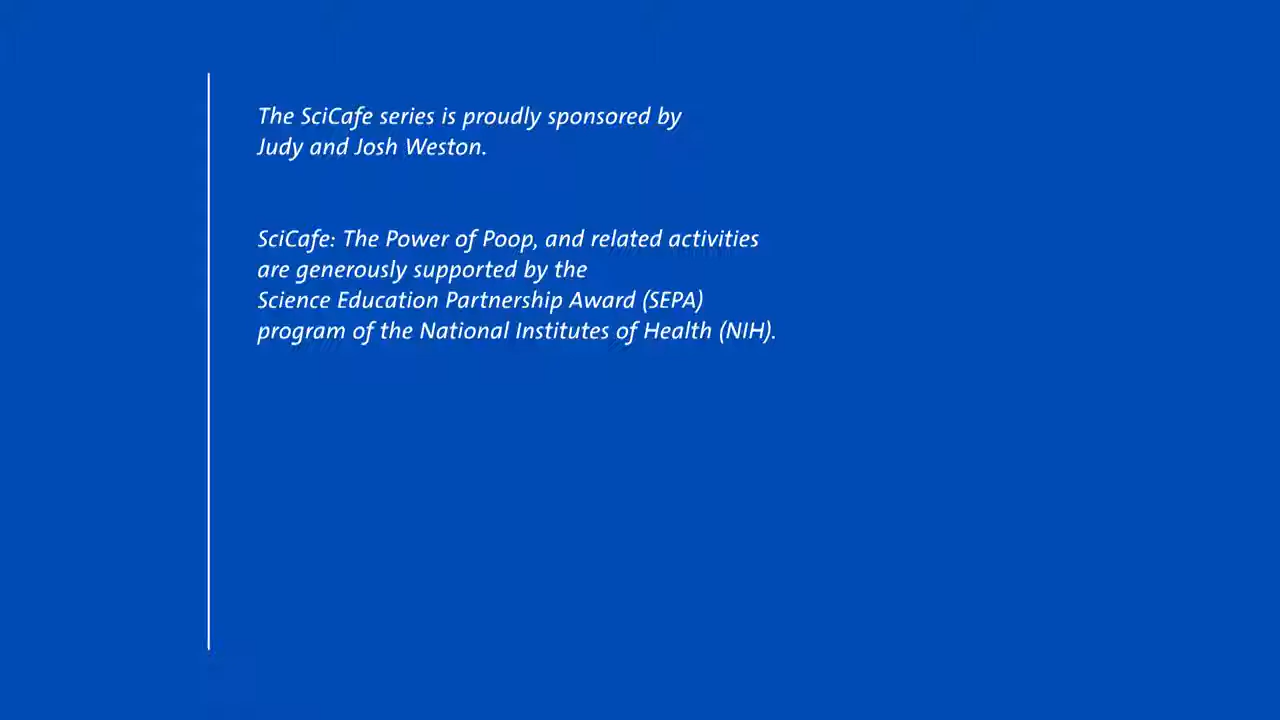 The SciCafe series is proudly sponsored by
Judy and Josh Weston.
SciCafe: The Power of Poop, and related activities
are generously supported by the
Science Education Partnership Award (SEPA)
program of the National Institutes of Health (NIH).